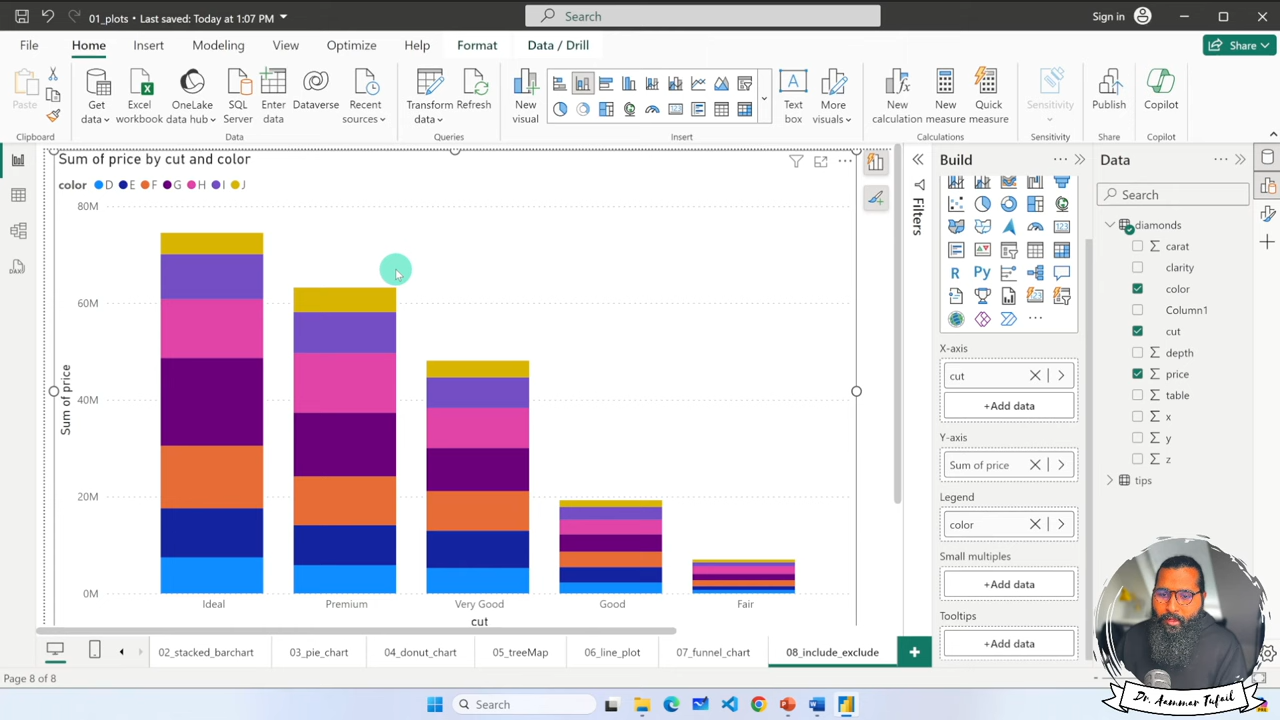 01_plots • Last saved: Today at 1:07 PM
Search
Sign in
File Home Insert Modeling View Optimize Help Format Data / Drill
Share
Paste
Get data
Excel workbook
OneLake data hub
SQL Server
Enter data
Dataverse
Recent sources
Transform data
Refresh
New visual
Text box
More visuals
New calculation
New measure
Quick measure
Sensitivity
Publish
Copilot
Clipboard Data Queries Insert Calculations Sensitivity Share Copilot
Sum of price by cut and color
color D E F G H I J
80M
60M
40M
20M
0M
Sum of price
Ideal Premium Very Good Good Fair
cut
Filters
Build
R Py
X-axis
cut
+Add data
Y-axis
Sum of price
Legend
color
Small multiples
+Add data
Tooltips
+Add data
Data
Search
diamonds
carat
clarity
color
Column1
cut
depth
price
table
x
y
z
tips
02_stacked_barchart 03_pie_chart 04_donut_chart 05_treeMap 06_line_plot 07_funnel_chart 08_include_exclude
Page 8 of 8
Search
Dr. Aammar Tufail